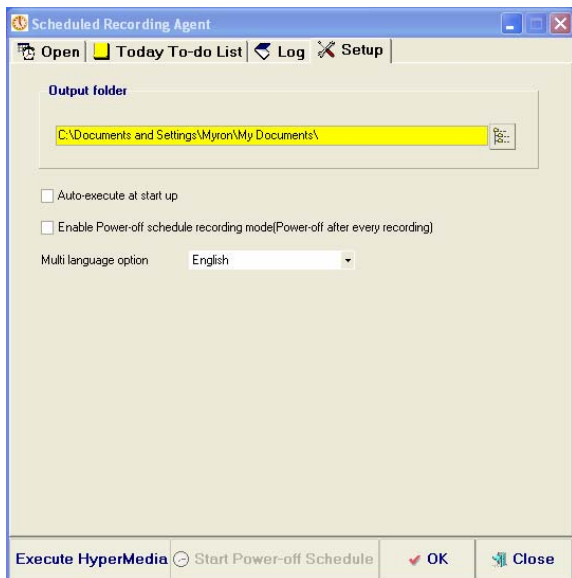 Scheduled Recording Agent
Open Today To-do List Log Setup
Output folder
C:\Documents and Settings\Myron\My Documents\
Auto-execute at start up
Enable Power-off schedule recording mode(Power-off after every recording)
Multi language option English
Execute HyperMedia Start Power-off Schedule OK Close